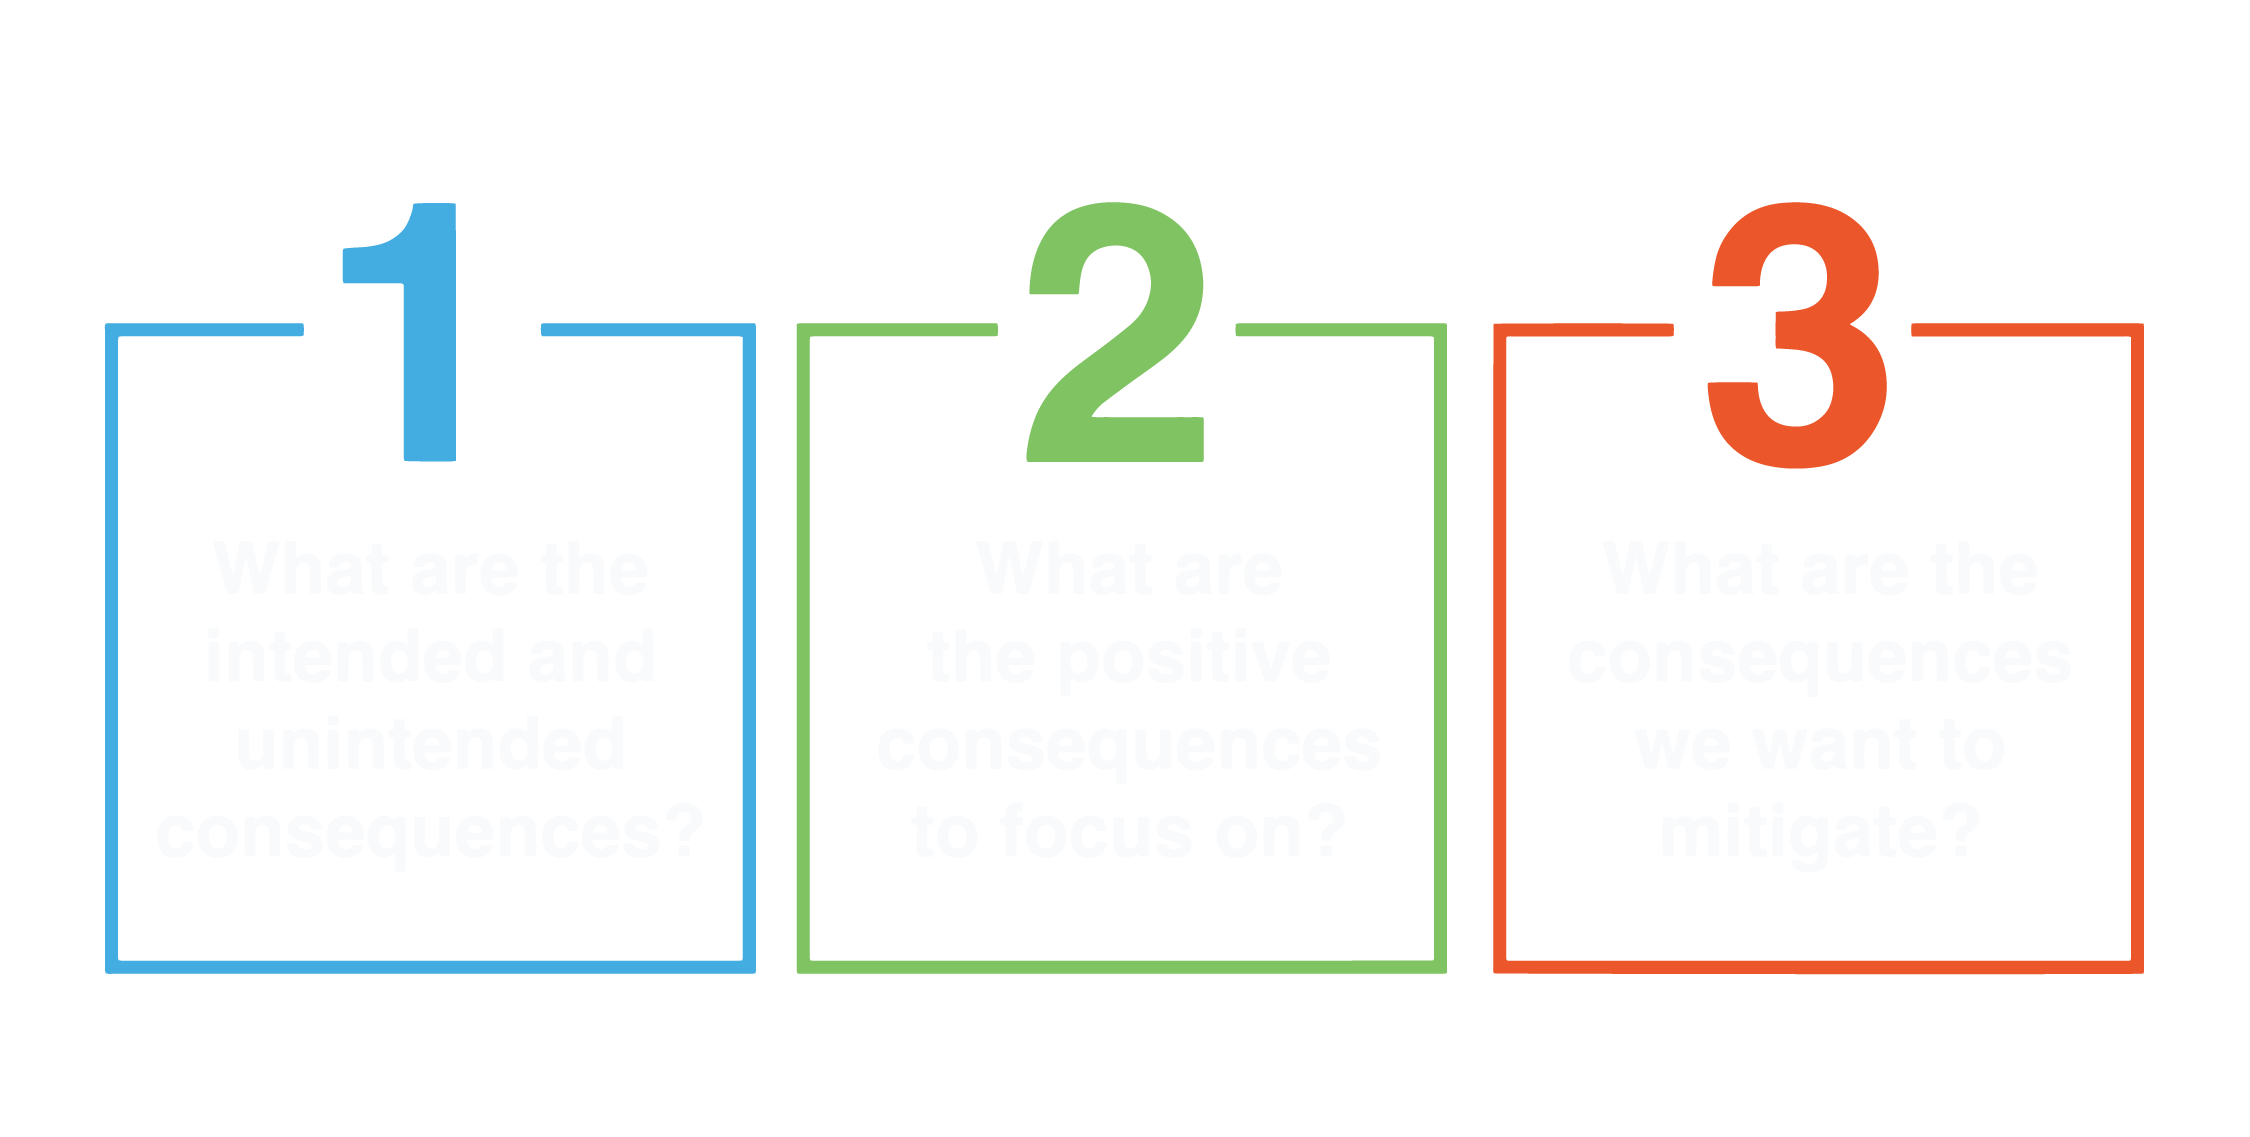 1
What are the
intended and
unintended
consequences?
2
What are
the positive
consequences
to focus on?
3
What are the
consequences
we want to
mitigate?